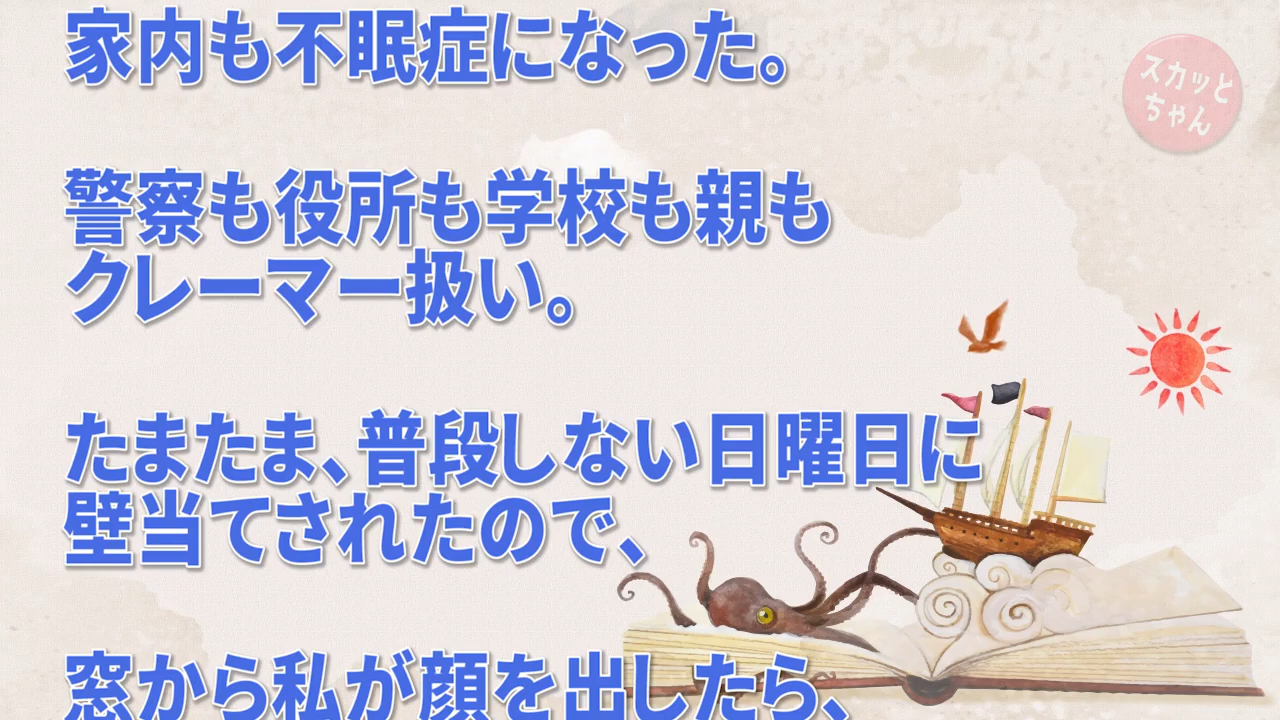 家内も不眠症になった。
スカッと
ちゃん
警察も役所も学校も親も
クレーマー扱い。
たまたま、普段しない日曜日に
壁当てされたので、
窓から私が顔を出したら、